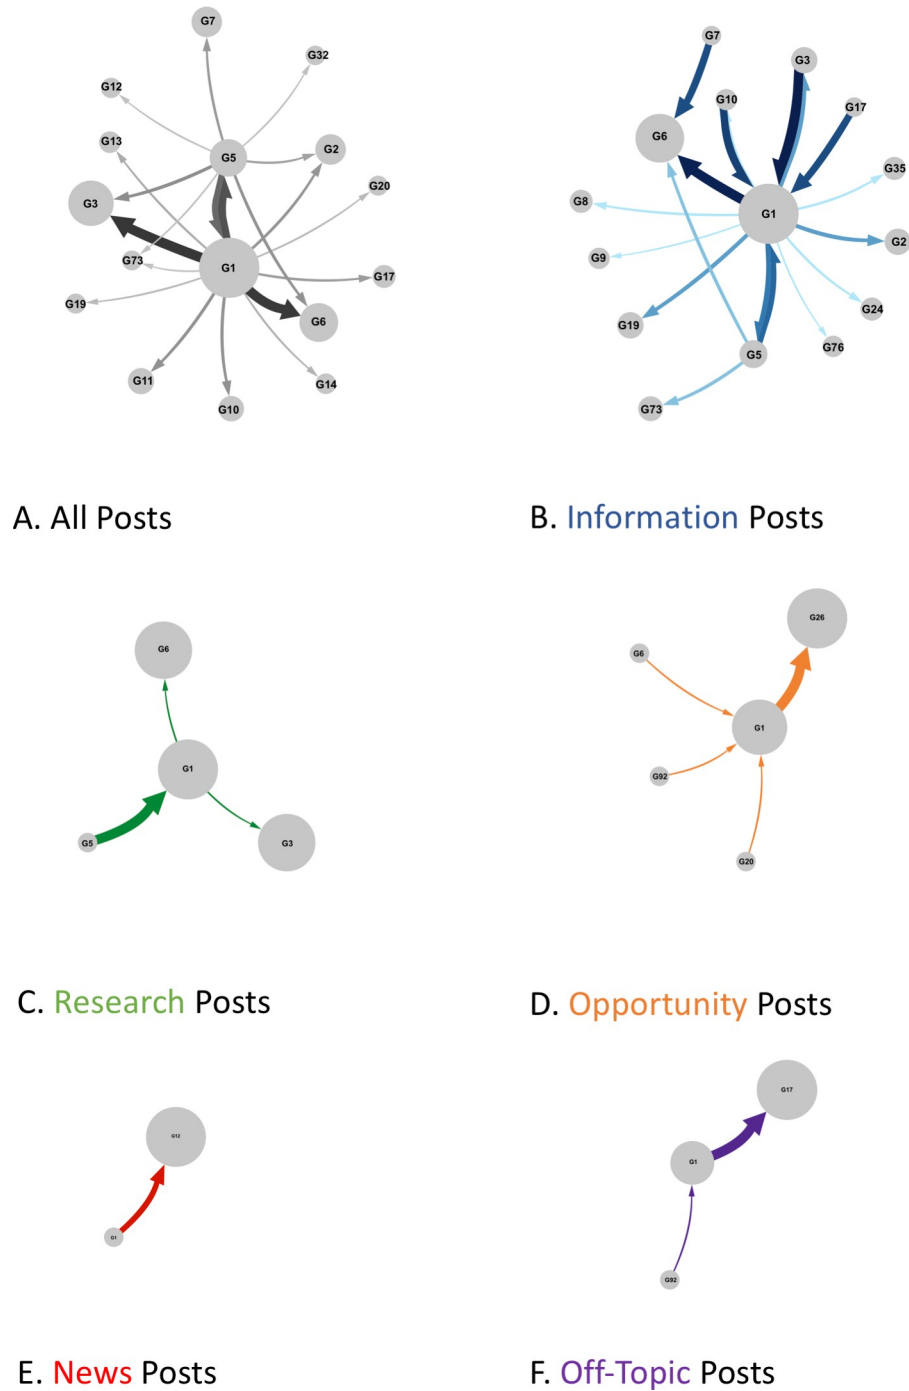 G7
G32
G12
G13
G5
G2
G20
G3
G73
G1
G17
G19
G6
G11
G14
G10
G7
G3
G10
G17
G6
G35
G8
G1
G2
G9
G24
G19
G76
G5
G73
A. All Posts
B. Information Posts
G6
G1
G5
G3
G26
G6
G1
G92
G20
C. Research Posts
D. Opportunity Posts
G12
G1
G17
G1
G92
E. News Posts
F. Off-Topic Posts